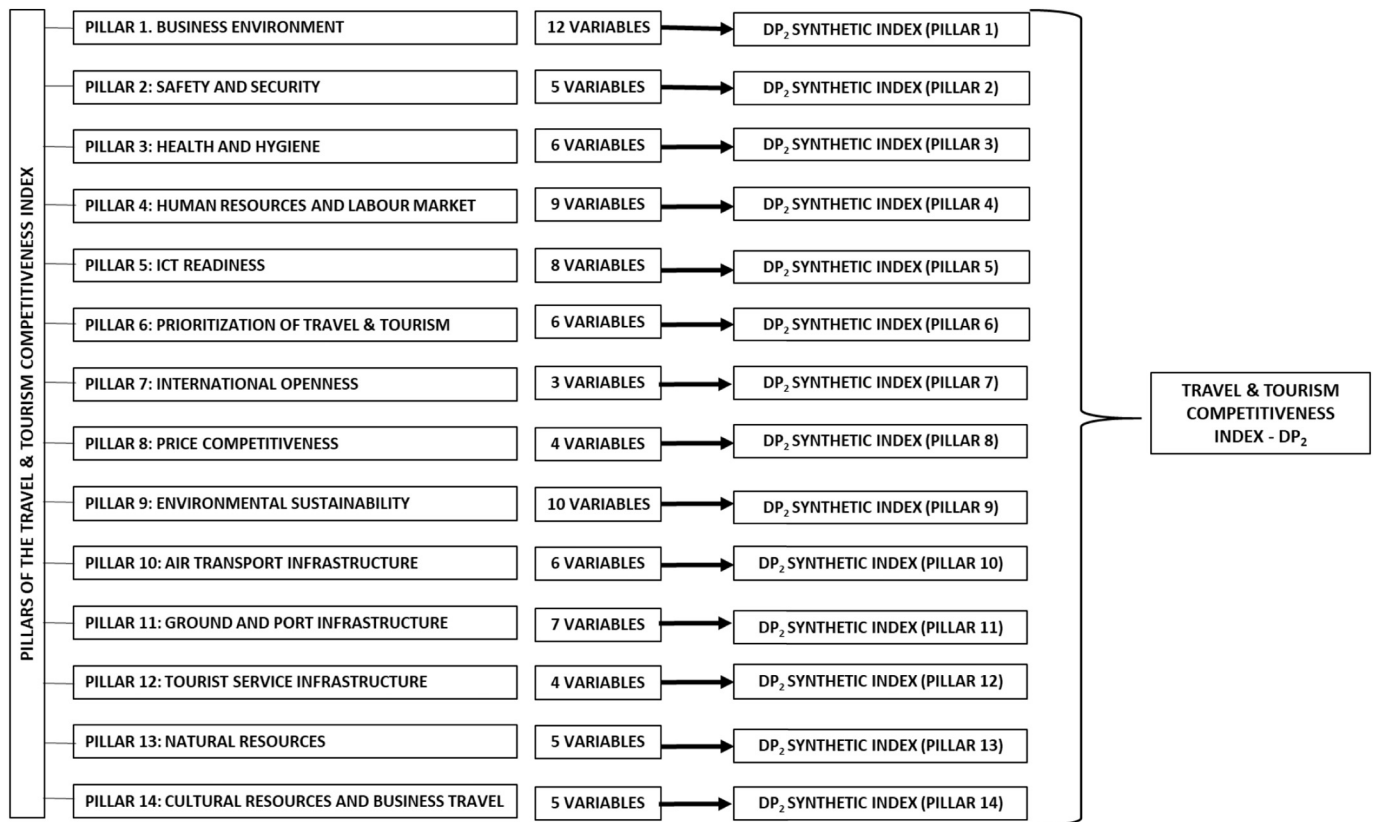 PILLARS OF THE TRAVEL & TOURISM COMPETITIVENESS INDEX
PILLAR 1. BUSINESS ENVIRONMENT 12 VARIABLES DP₂ SYNTHETIC INDEX (PILLAR 1)
PILLAR 2: SAFETY AND SECURITY 5 VARIABLES DP₂ SYNTHETIC INDEX (PILLAR 2)
PILLAR 3: HEALTH AND HYGIENE 6 VARIABLES DP₂ SYNTHETIC INDEX (PILLAR 3)
PILLAR 4: HUMAN RESOURCES AND LABOUR MARKET 9 VARIABLES DP₂ SYNTHETIC INDEX (PILLAR 4)
PILLAR 5: ICT READINESS 8 VARIABLES DP₂ SYNTHETIC INDEX (PILLAR 5)
PILLAR 6: PRIORITIZATION OF TRAVEL & TOURISM 6 VARIABLES DP₂ SYNTHETIC INDEX (PILLAR 6)
PILLAR 7: INTERNATIONAL OPENNESS 3 VARIABLES DP₂ SYNTHETIC INDEX (PILLAR 7)
PILLAR 8: PRICE COMPETITIVENESS 4 VARIABLES DP₂ SYNTHETIC INDEX (PILLAR 8)
PILLAR 9: ENVIRONMENTAL SUSTAINABILITY 10 VARIABLES DP₂ SYNTHETIC INDEX (PILLAR 9)
PILLAR 10: AIR TRANSPORT INFRASTRUCTURE 6 VARIABLES DP₂ SYNTHETIC INDEX (PILLAR 10)
PILLAR 11: GROUND AND PORT INFRASTRUCTURE 7 VARIABLES DP₂ SYNTHETIC INDEX (PILLAR 11)
PILLAR 12: TOURIST SERVICE INFRASTRUCTURE 4 VARIABLES DP₂ SYNTHETIC INDEX (PILLAR 12)
PILLAR 13: NATURAL RESOURCES 5 VARIABLES DP₂ SYNTHETIC INDEX (PILLAR 13)
PILLAR 14: CULTURAL RESOURCES AND BUSINESS TRAVEL 5 VARIABLES DP₂ SYNTHETIC INDEX (PILLAR 14)
TRAVEL & TOURISM
COMPETITIVENESS
INDEX - DP₂